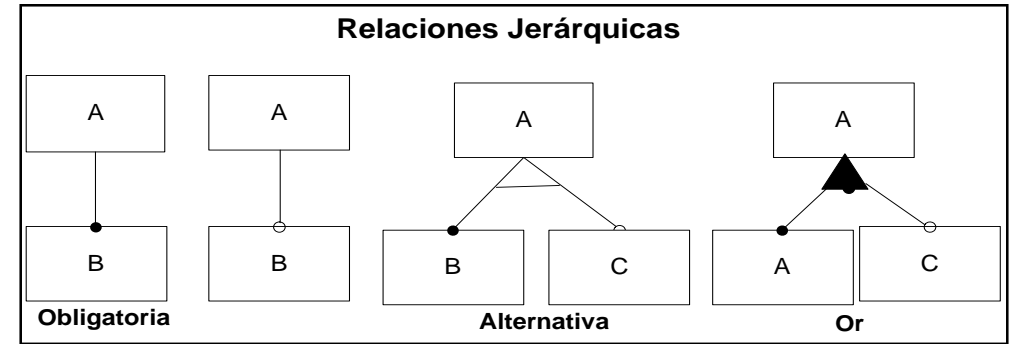 Relaciones Jerárquicas
A A A A
B B B C A C
Obligatoria Alternativa Or